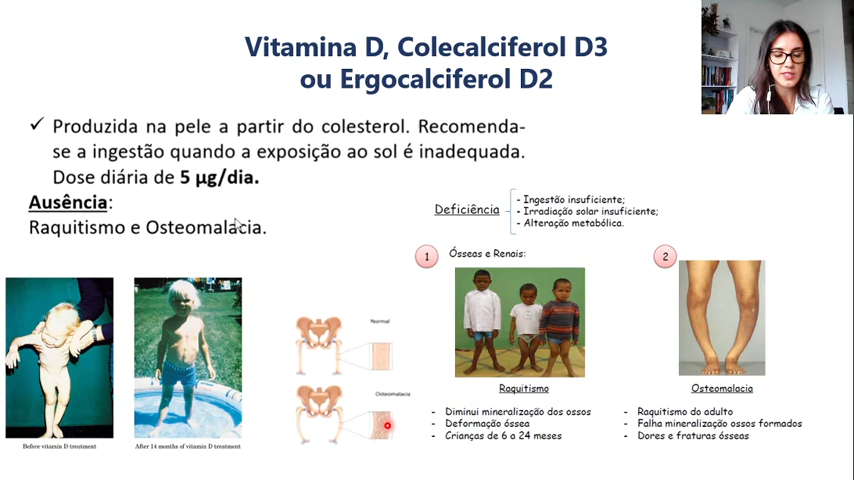 Vitamina D, Colecalciferol D3
ou Ergocalciferol D2
✓ Produzida na pele a partir do colesterol. Recomenda-
se a ingestão quando a exposição ao sol é inadequada.
Dose diária de 5 µg/dia.
Ausência:
Raquitismo e Osteomalacia.
Deficiência
- Ingestão insuficiente;
- Irradiação solar insuficiente;
- Alteração metabólica.
1 Ósseas e Renais:
2
Normal
Osteomalacia
Before vitamin D treatment
After 14 months of vitamin D treatment
Raquitismo
- Diminui mineralização dos ossos
- Deformação óssea
- Crianças de 6 a 24 meses
Osteomalacia
- Raquitismo do adulto
- Falha mineralização ossos formados
- Dores e fraturas ósseas